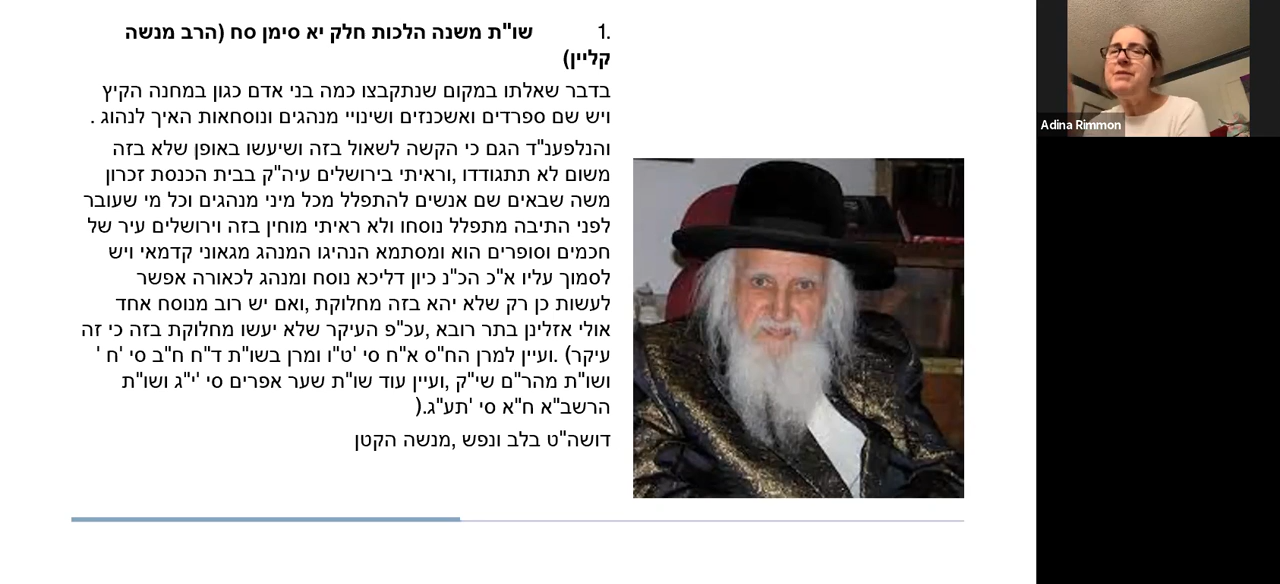 1. שו"ת משנה הלכות חלק יא סימן סח (הרב מנשה
קליין)
בדבר שאלתו במקום שנתקבצו כמה בני אדם כגון במחנה הקיץ
ויש שם ספרדים ואשכנזים ושינויי מנהגים ונוסחאות האיך לנהוג .
והנלפענ"ד הגם כי הקשה לשאול בזה ושיעשו באופן שלא בזה
משום לא תתגודדו ,וראיתי בירושלים עיה"ק בבית הכנסת זכרון
משה שבאים שם אנשים להתפלל מכל מיני מנהגים וכל מי שעובר
לפני התיבה מתפלל נוסחו ולא ראיתי מוחין בזה וירושלים עיר של
חכמים וסופרים הוא ומסתמא הנהיגו המנהג מגאוני קדמאי ויש
לסמוך עליו א"כ הכ"נ כיון דליכא נוסח ומנהג לכאורה אפשר
לעשות כן רק שלא יהא בזה מחלוקת ,ואם יש רוב מנוסח אחד
אולי אזלינן בתר רובא ,עכ"פ העיקר שלא יעשו מחלוקת בזה כי זה
עיקר) .ועיין למרן הח"ס א"ח סי 'ט"ו ומרן בשו"ת ד"ח ח"ב סי 'ח '
ושו"ת מהר"ם שי"ק ,ועיין עוד שו"ת שער אפרים סי 'י"ג ושו"ת
הרשב"א ח"א סי 'תע"ג.(
דושה"ט בלב ונפש ,מנשה הקטן
Adina Rimmon